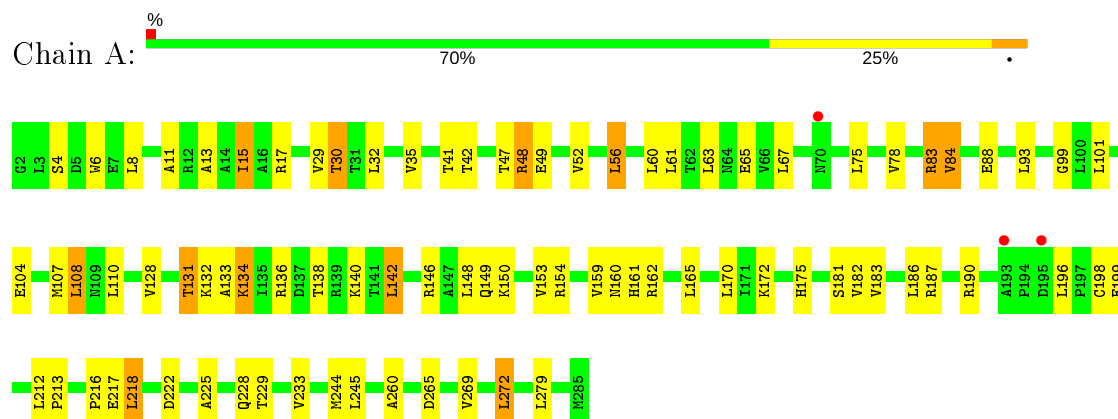 %
Chain A:
70% 25% •
G2 L3 S4 D5 W6 E7 L8 A11 R12 A13 A14 I15 A16 R17 V29 T30 T31 L32 V35 T41 T42 T47 R48 E49 V52 L56 L60 L61 T62 L63 N64 E65 V66 L67 N70 L75 V78 R83 V84 E88 L93 G99 L100 L101
E104 M107 L108 N109 L110 V128 T131 K132 A133 K134 I135 R136 D137 T138 R139 K140 T141 L142 R146 A147 L148 Q149 K150 V153 R154 V159 N160 H161 R162 L165 L170 I171 K172 H175 S181 V182 V183 L186 R187 R190 A193 P194 D195 L196 P197 C198
L212 P213 P216 E217 L218 D222 A225 Q228 T229 V233 M244 L245 A260 D265 V269 L272 L279 M285